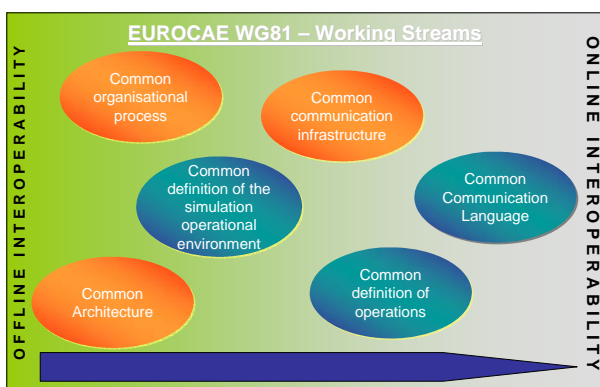 EUROCAE WG81 – Working Streams
OFFLINE INTEROPERABILITY
Common
organisational
process
Common
communication
infrastructure
Common
definition of the
simulation
operational
environment
Common
Communication
Language
Common
Architecture
Common
definition of
operations
ONLINE INTEROPERABILITY